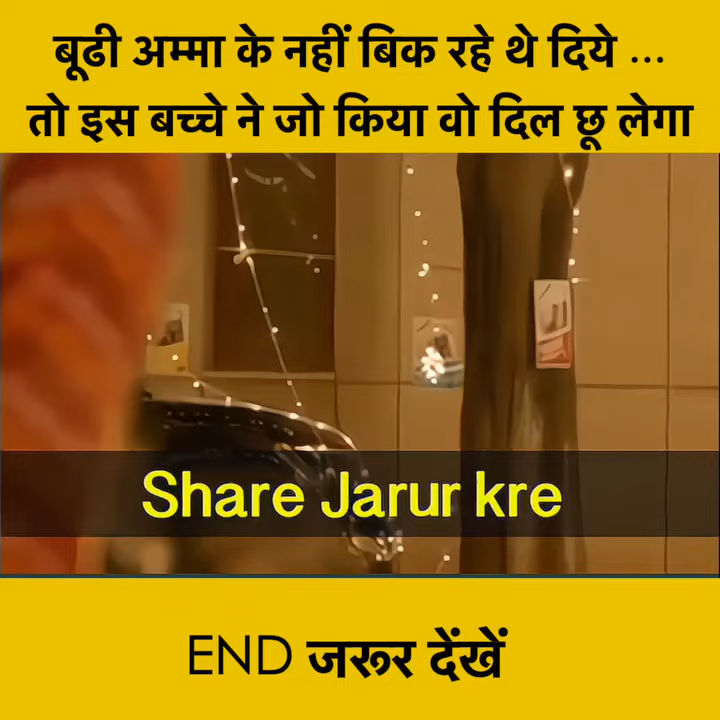 बूढी अम्मा के नहीं बिक रहे थे दिये ...
तो इस बच्चे ने जो किया वो दिल छू लेगा
Share Jarur kre
END जरूर देंखें